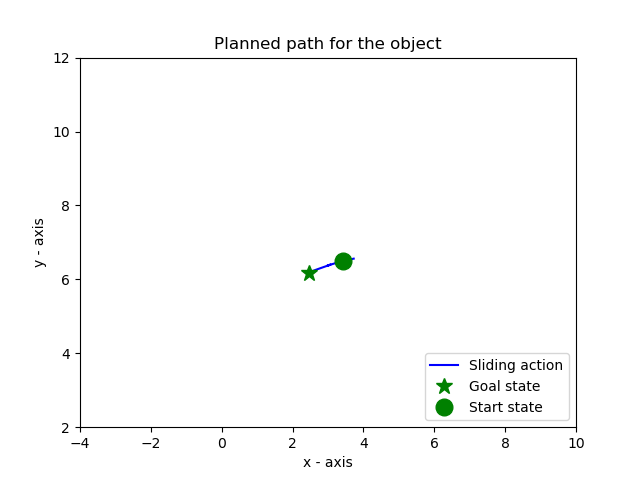 Planned path for the object
12
10
8
6
4
2
y - axis
−4
−2
0
2
4
6
8
10
x - axis
Sliding action
Goal state
Start state